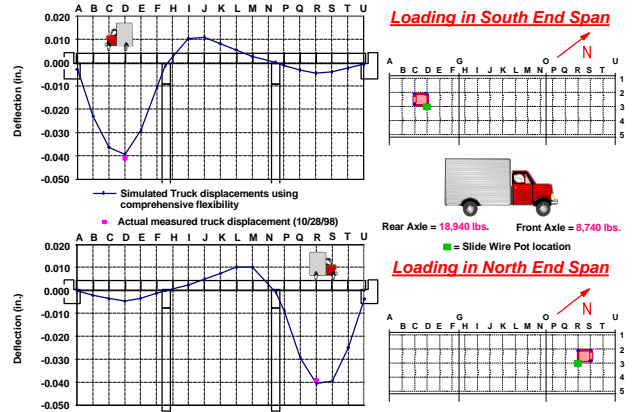 A B C D E F G H I J K L M N O P Q R S T U
0.020
0.010
0.000
-0.010
-0.020
-0.030
-0.040
-0.050
Deflection (in.)
Simulated Truck displacements using
comprehensive flexibility
Actual measured truck displacement (10/28/98)
A B C D E F G H I J K L M N O P Q R S T U
0.020
0.010
0.000
-0.010
-0.020
-0.030
-0.040
-0.050
Deflection (in.)
Loading in South End Span
N
A G O U
B C D E F H I J K L M N P Q R S T
1
2
3
4
5
Rear Axle = 18,940 lbs. Front Axle = 8,740 lbs.
= Slide Wire Pot location
Loading in North End Span
N
A G O U
B C D E F H I J K L M N P Q R S T
1
2
3
4
5